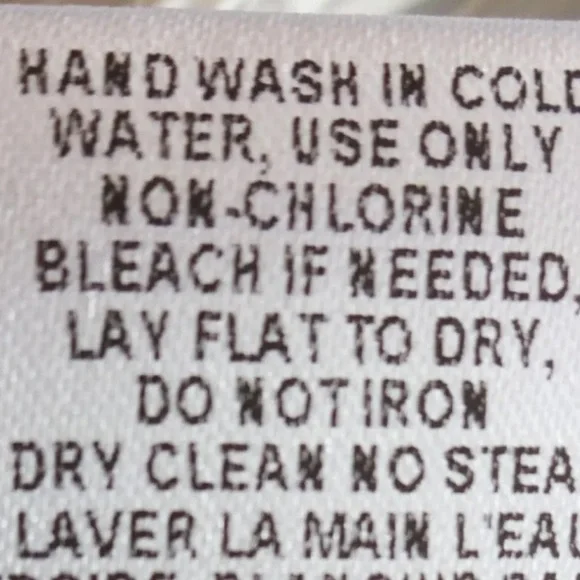 HAND WASH IN COLD
WATER, USE ONLY
NON-CHLORINE
BLEACH IF NEEDED,
LAY FLAT TO DRY,
DO NOT IRON
DRY CLEAN NO STEA
LAVER LA MAIN L'EAU